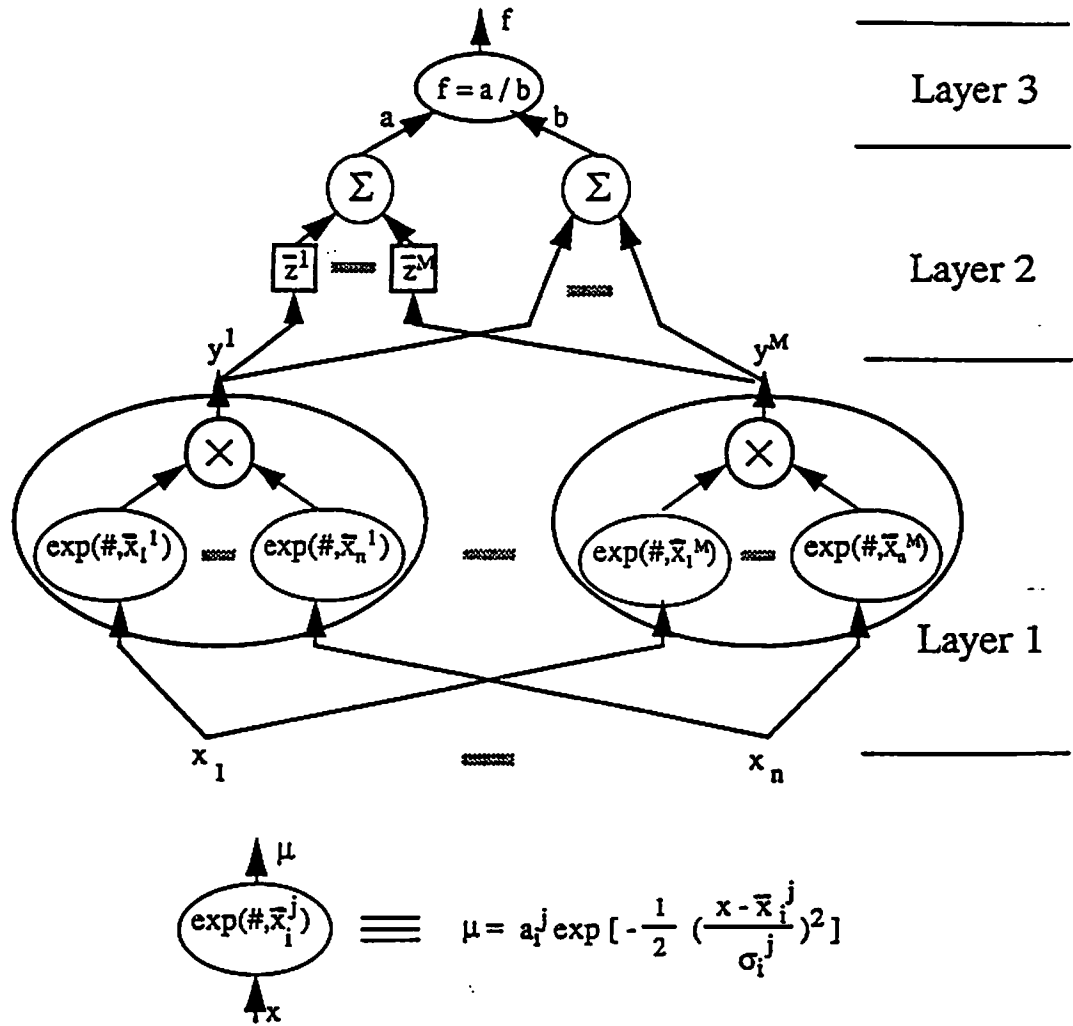 f
f = a / b
Layer 3
a
b
Σ
Σ
z̄¹
z̄ᴹ
Layer 2
y¹
yᴹ
×
×
exp(#,x̄₁¹)
exp(#,x̄ₙ¹)
exp(#,x̄₁ᴹ)
exp(#,x̄ₙᴹ)
Layer 1
x₁
xₙ
μ
exp(#,x̄ᵢʲ)
μ = aᵢʲ exp [ - 1/2 ( (x - x̄ᵢʲ) / σᵢʲ )² ]
x